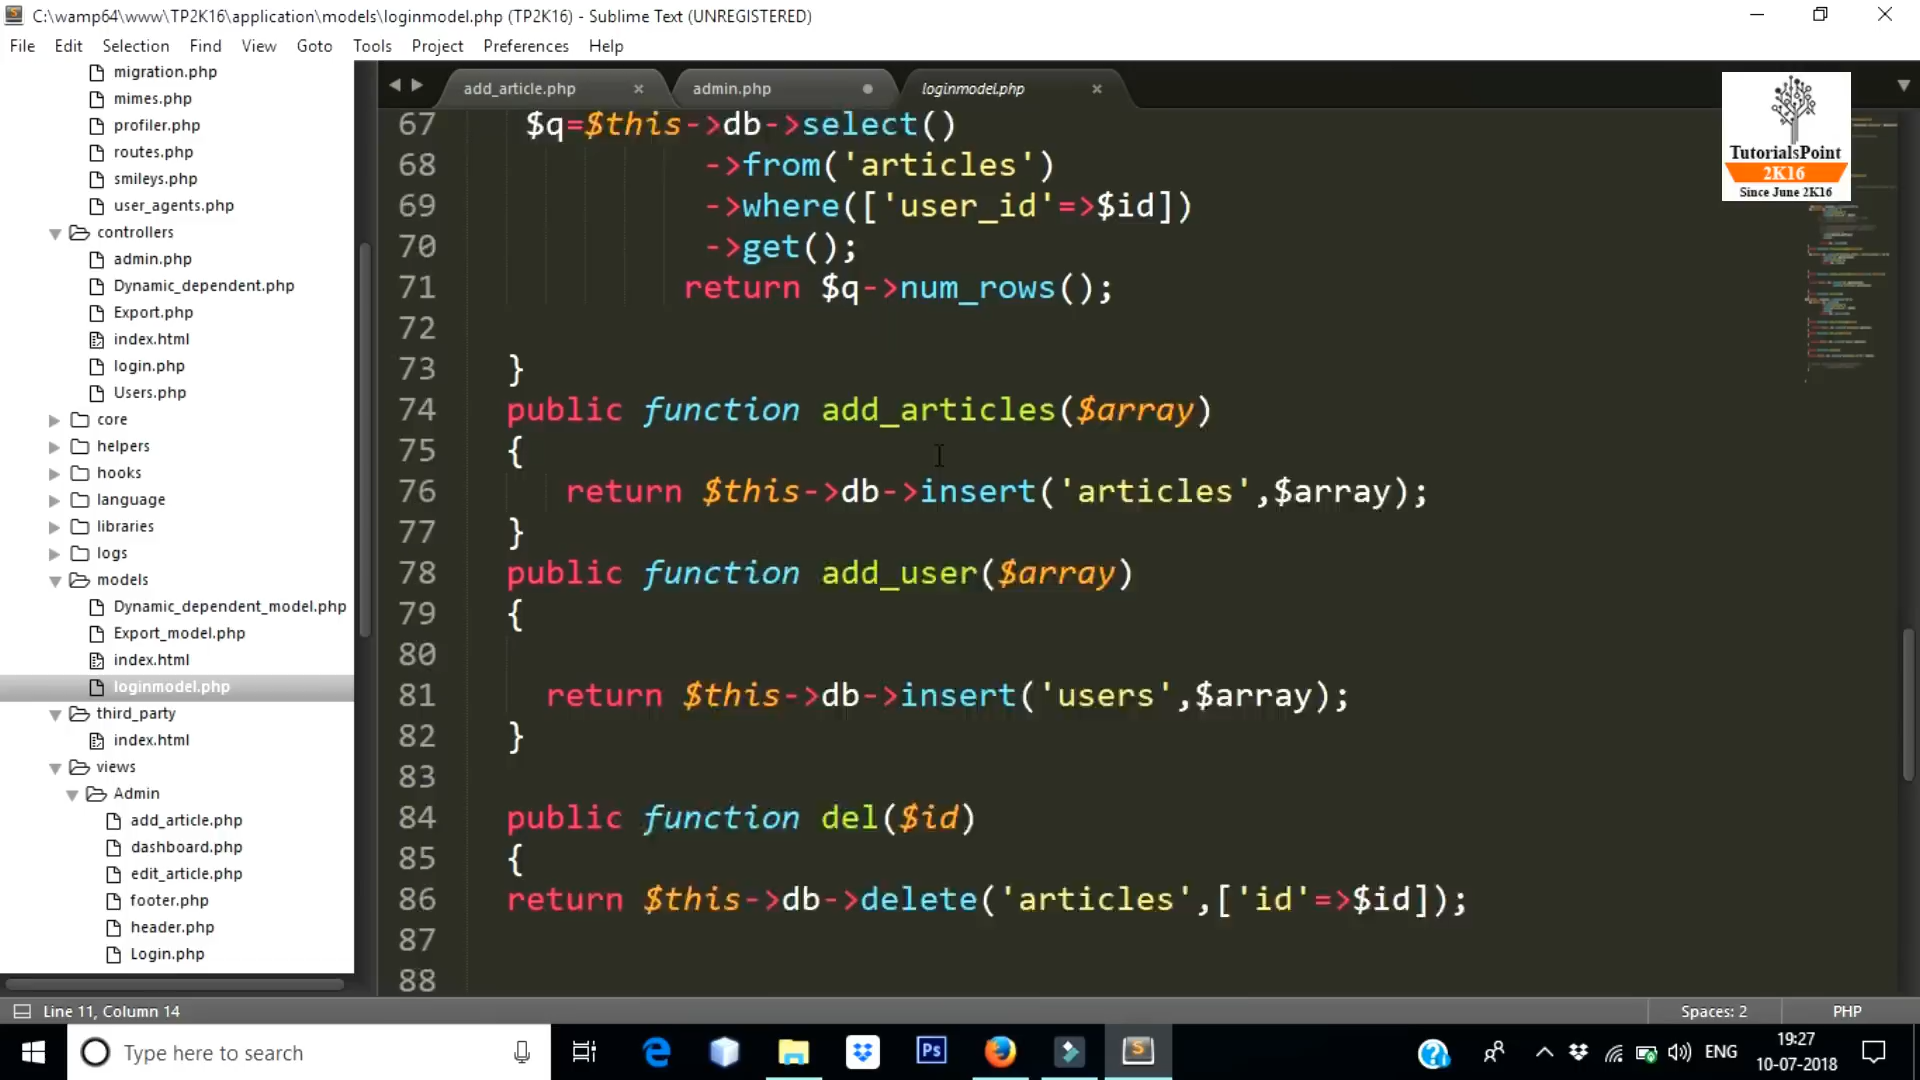 C:\wamp64\www\TP2K16\application\models\loginmodel.php (TP2K16) - Sublime Text (UNREGISTERED)
File Edit Selection Find View Goto Tools Project Preferences Help
migration.php
mimes.php
profiler.php
routes.php
smileys.php
user_agents.php
controllers
admin.php
Dynamic_dependent.php
Export.php
index.html
login.php
Users.php
core
helpers
hooks
language
libraries
logs
models
Dynamic_dependent_model.php
Export_model.php
index.html
loginmodel.php
third_party
index.html
views
Admin
add_article.php
dashboard.php
edit_article.php
footer.php
header.php
Login.php
add_article.php × admin.php loginmodel.php ×
67 $q=$this->db->select()
68 ->from('articles')
69 ->where(['user_id'=>$id])
70 ->get();
71 return $q->num_rows();
72
73 }
74 public function add_articles($array)
75 {
76 return $this->db->insert('articles',$array);
77 }
78 public function add_user($array)
79 {
80
81 return $this->db->insert('users',$array);
82 }
83
84 public function del($id)
85 {
86 return $this->db->delete('articles',['id'=>$id]);
87
88
TutorialsPoint
2K16
Since June 2K16
Line 11, Column 14 Spaces: 2 PHP
Type here to search
Ps
ENG
19:27
10-07-2018